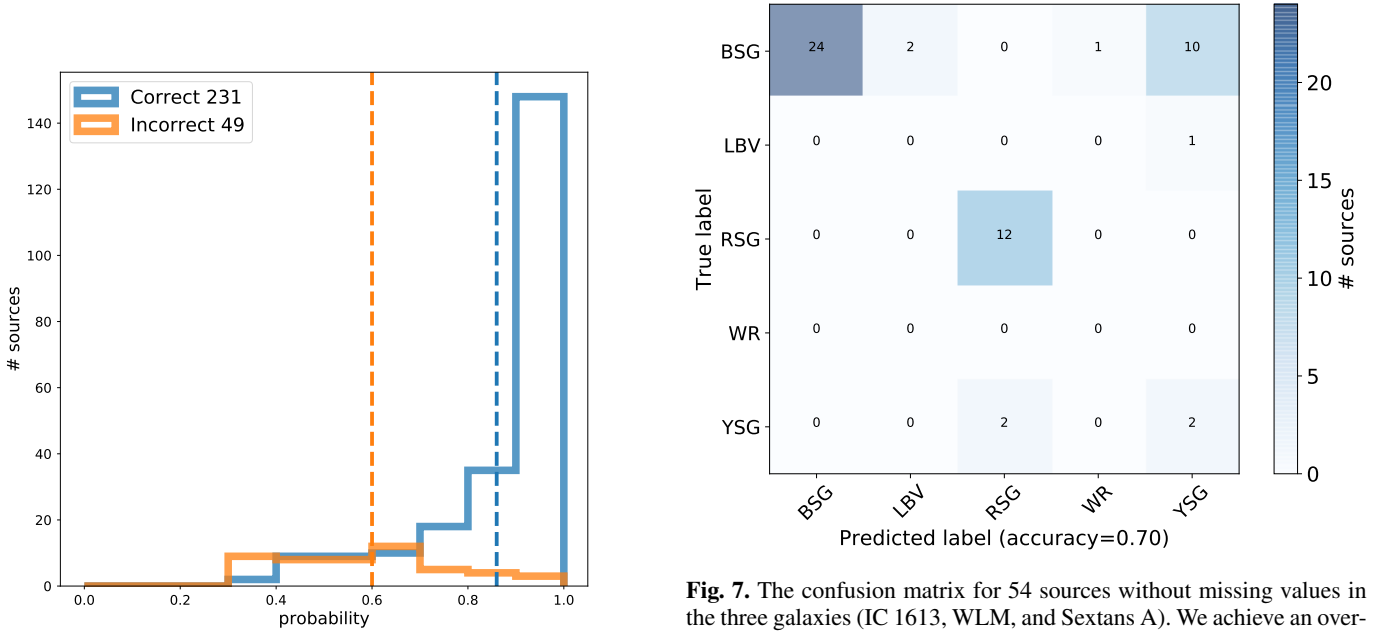 Correct 231
Incorrect 49
140
120
100
80
60
40
20
0
# sources
0.0 0.2 0.4 0.6 0.8 1.0
probability
BSG 24 2 0 1 10
LBV 0 0 0 0 1
RSG 0 0 12 0 0
WR 0 0 0 0 0
YSG 0 0 2 0 2
True label
BSG LBV RSG WR YSG
Predicted label (accuracy=0.70)
20
15
10
5
0
# sources
Fig. 7. The confusion matrix for 54 sources without missing values in
the three galaxies (IC 1613, WLM, and Sextans A). We achieve an over-